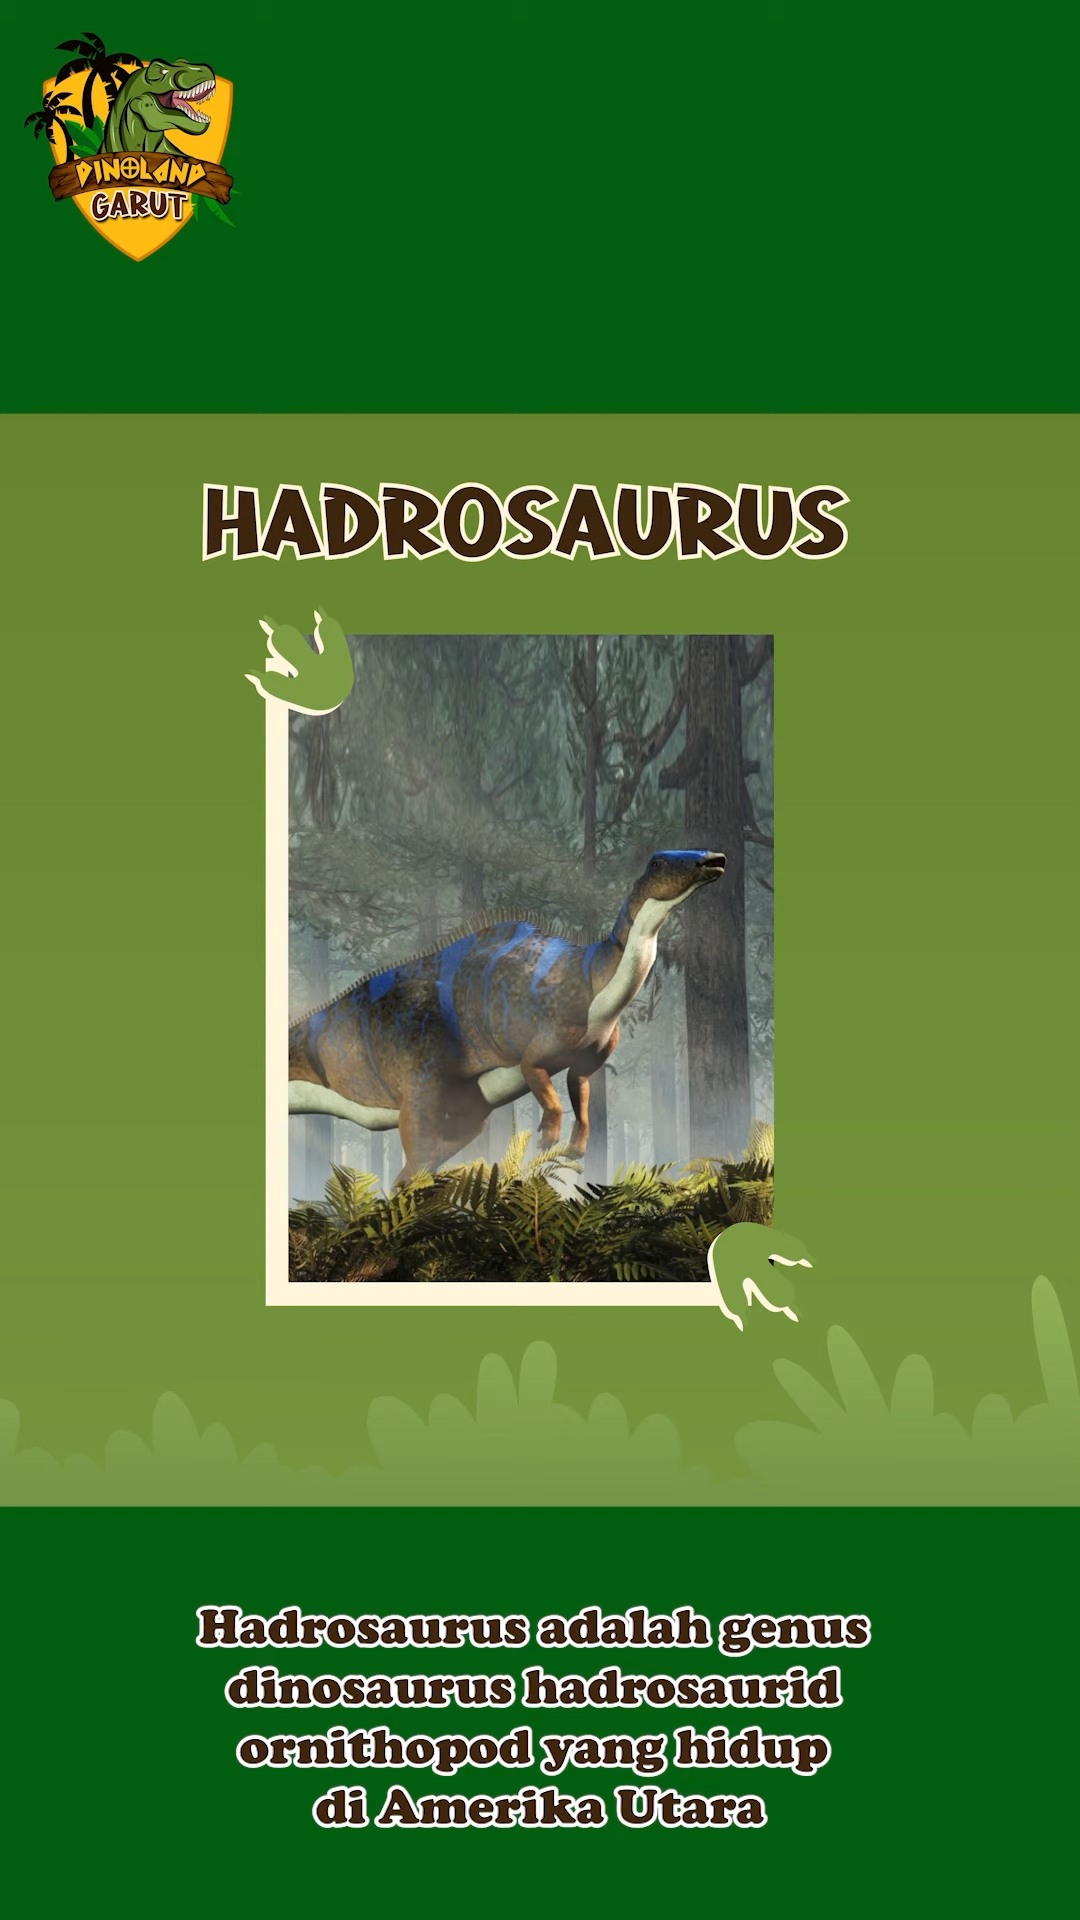 DINOLAND
GARUT
HADROSAURUS
Hadrosaurus adalah genus
dinosaurus hadrosaurid
ornithopod yang hidup
di Amerika Utara